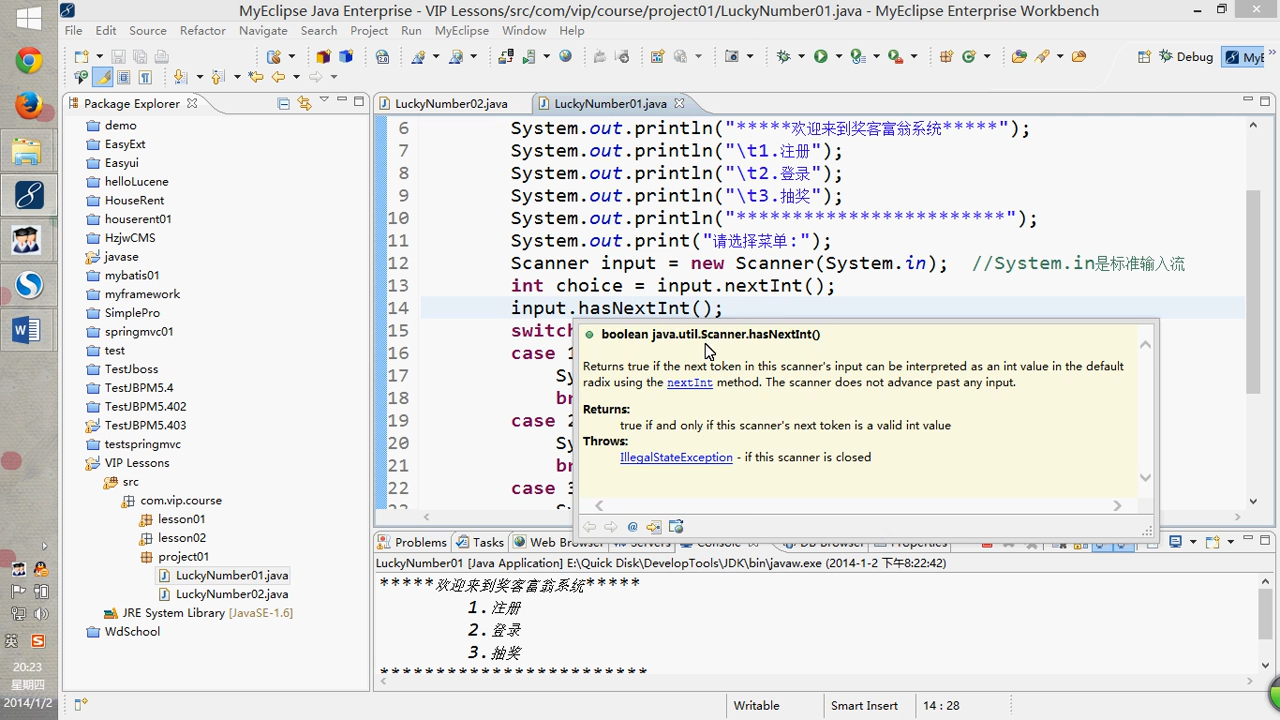 MyEclipse Java Enterprise - VIP Lessons/src/com/vip/course/project01/LuckyNumber01.java - MyEclipse Enterprise Workbench
File Edit Source Refactor Navigate Search Project Run MyEclipse Window Help
Debug MyE
Package Explorer
demo
EasyExt
Easyui
helloLucene
HouseRent
houserent01
HzjwCMS
javase
mybatis01
myframework
SimplePro
springmvc01
test
TestJboss
TestJBPM5.4
TestJBPM5.402
TestJBPM5.403
testspringmvc
VIP Lessons
src
com.vip.course
lesson01
lesson02
project01
LuckyNumber01.java
LuckyNumber02.java
JRE System Library [JavaSE-1.6]
WdSchool
LuckyNumber02.java LuckyNumber01.java
6 System.out.println("*****欢迎来到奖客富翁系统*****");
7 System.out.println("\t1.注册");
8 System.out.println("\t2.登录");
9 System.out.println("\t3.抽奖");
10 System.out.println("************************");
11 System.out.print("请选择菜单:");
12 Scanner input = new Scanner(System.in); //System.in是标准输入流
13 int choice = input.nextInt();
14 input.hasNextInt();
15 switch
16 case 1
17 Sy
18 br
19 case 2
20 Sy
21 br
22 case 3
boolean java.util.Scanner.hasNextInt()
Returns true if the next token in this scanner's input can be interpreted as an int value in the default
radix using the nextInt method. The scanner does not advance past any input.
Returns:
true if and only if this scanner's next token is a valid int value
Throws:
IllegalStateException - if this scanner is closed
Problems Tasks Web Browser Servers Console Properties
LuckyNumber01 [Java Application] E:\Quick Disk\DevelopTools\JDK\bin\javaw.exe (2014-1-2 下午8:22:42)
*****欢迎来到奖客富翁系统*****
1.注册
2.登录
3.抽奖
************************
Writable Smart Insert 14 : 28
英
20:23
星期四
2014/1/2